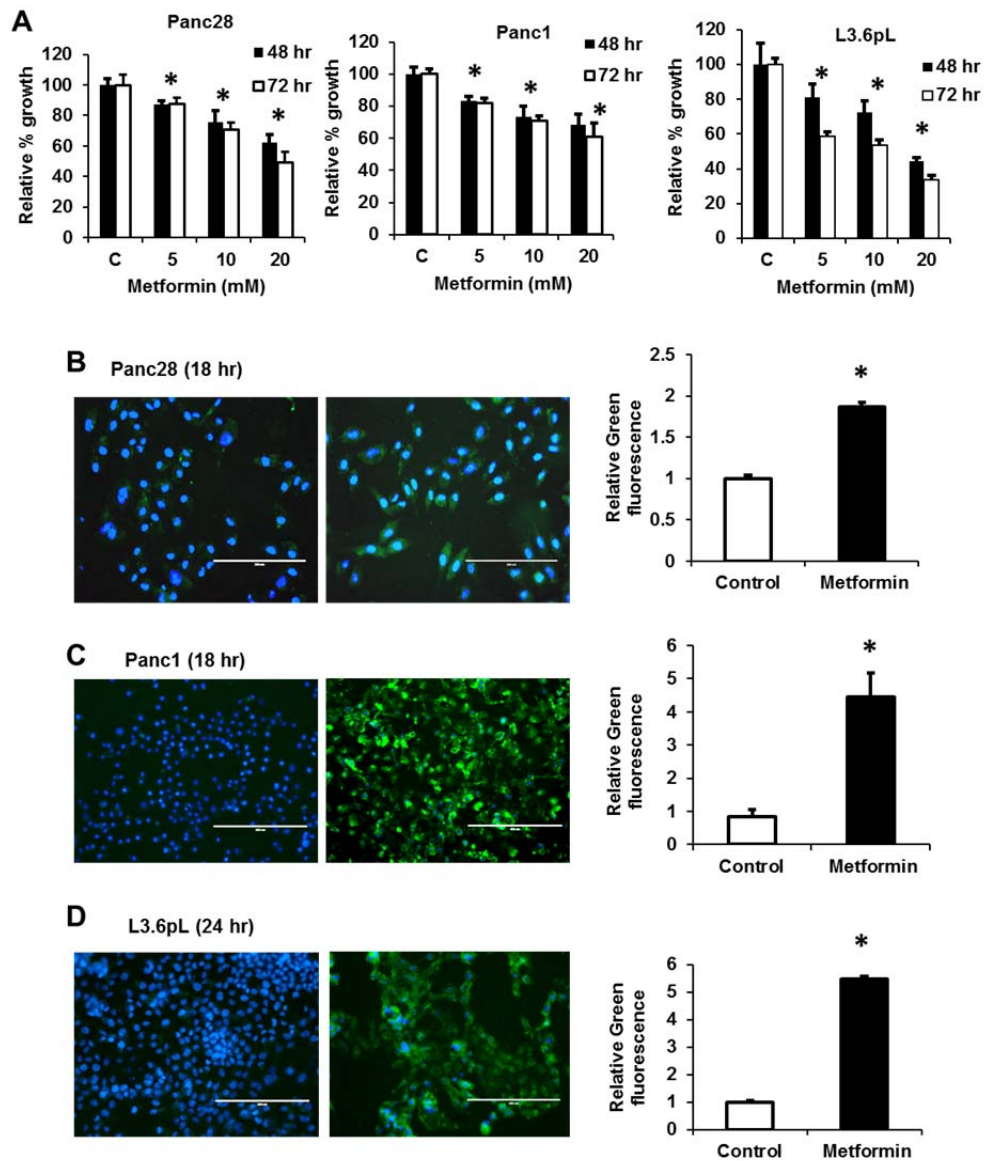 A
Panc28
Relative % growth
120
100
80
60
40
20
0
* * *
48 hr
72 hr
C 5 10 20
Metformin (mM)
Panc1
Relative % growth
120
100
80
60
40
20
0
* * *
48 hr
72 hr
C 5 10 20
Metformin (mM)
L3.6pL
Relative % growth
120
100
80
60
40
20
0
* * *
48 hr
72 hr
C 5 10 20
Metformin (mM)
B
Panc28 (18 hr)
Relative Green
fluorescence
2.5
2
1.5
1
0.5
0
*
Control Metformin
C
Panc1 (18 hr)
Relative Green
fluorescence
6
5
4
3
2
1
0
*
Control Metformin
D
L3.6pL (24 hr)
Relative Green
fluorescence
6
5
4
3
2
1
0
*
Control Metformin